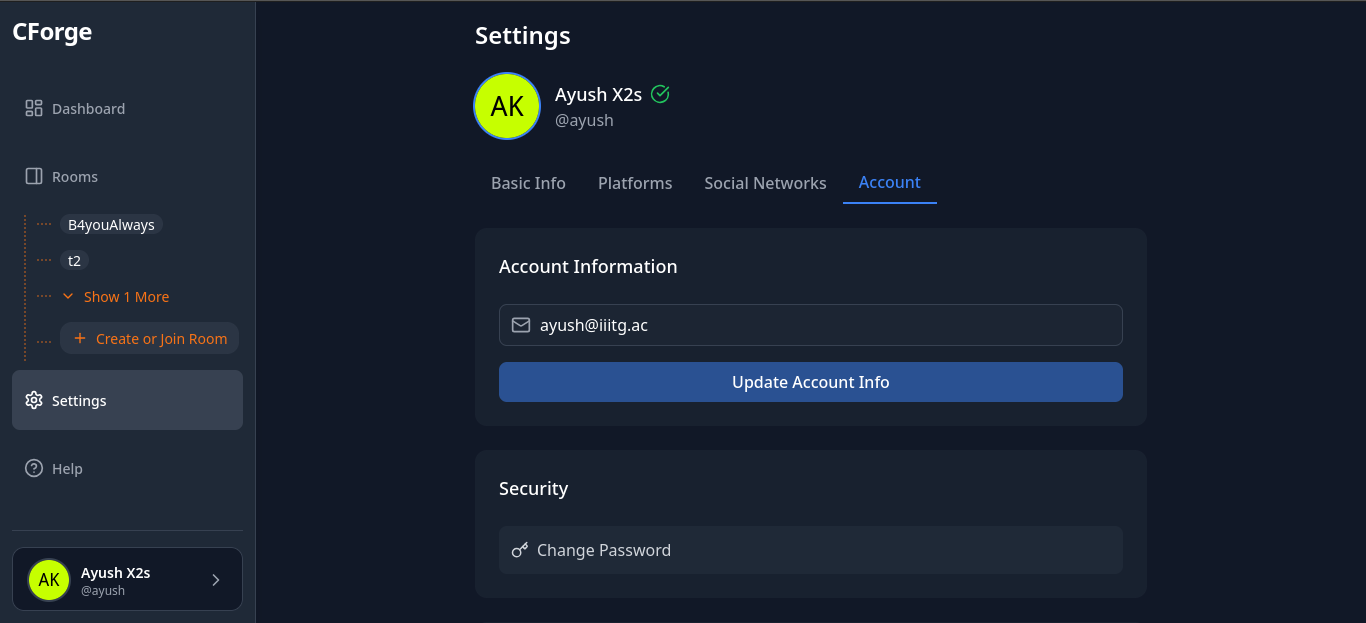 CForge
Dashboard
Rooms
B4youAlways
t2
Show 1 More
Create or Join Room
Settings
Help
AK
Ayush X2s
@ayush
Settings
AK
Ayush X2s
@ayush
Basic Info
Platforms
Social Networks
Account
Account Information
ayush@iiitg.ac
Update Account Info
Security
Change Password